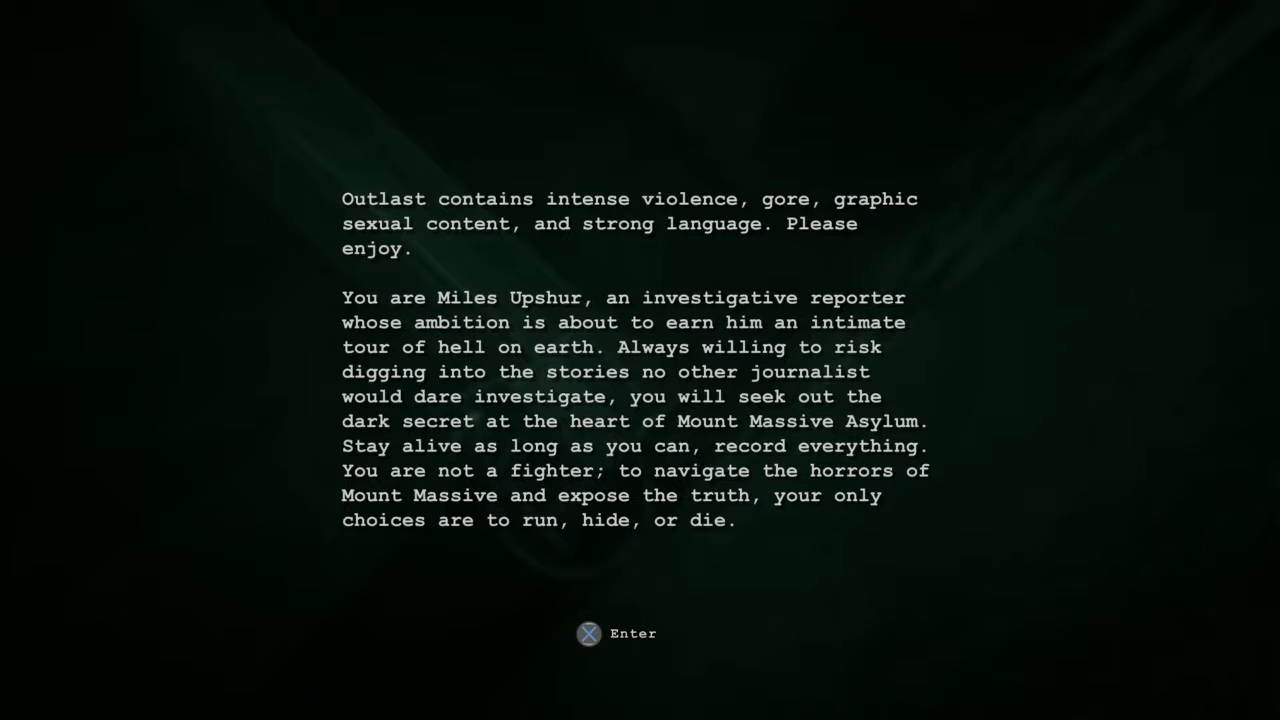 Outlast contains intense violence, gore, graphic
sexual content, and strong language. Please
enjoy.
You are Miles Upshur, an investigative reporter
whose ambition is about to earn him an intimate
tour of hell on earth. Always willing to risk
digging into the stories no other journalist
would dare investigate, you will seek out the
dark secret at the heart of Mount Massive Asylum.
Stay alive as long as you can, record everything.
You are not a fighter; to navigate the horrors of
Mount Massive and expose the truth, your only
choices are to run, hide, or die.
Enter